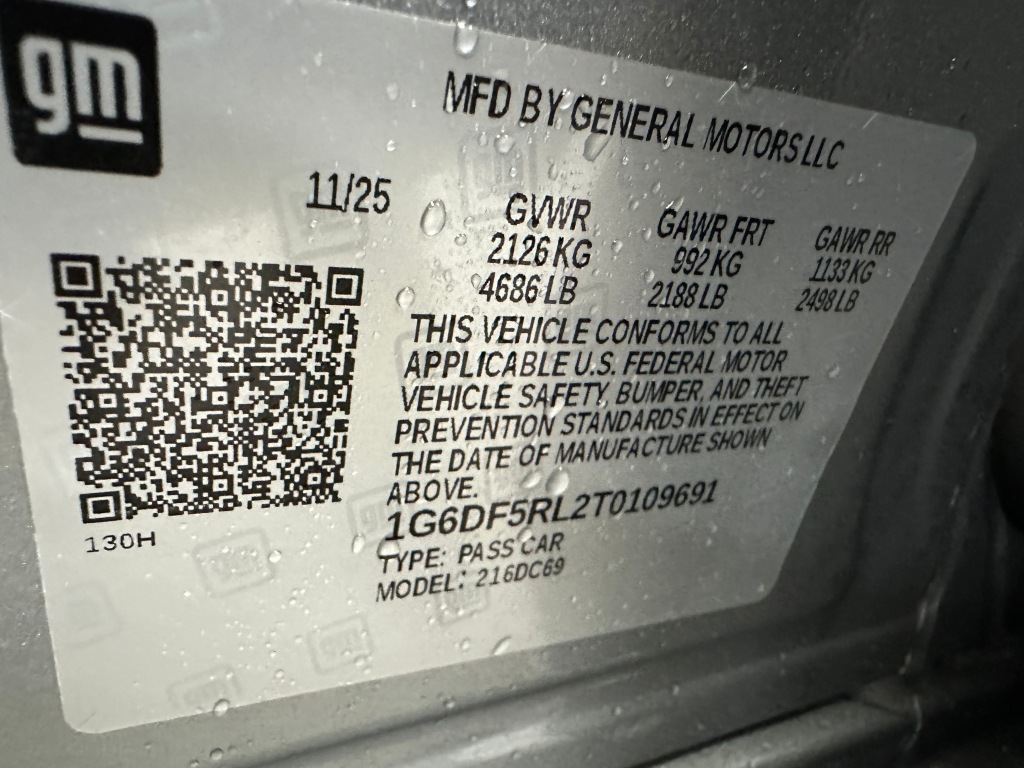 gm
MFD BY GENERAL MOTORS LLC
11/25
GVWR GAWR FRT GAWR RR
2126 KG 992 KG 1133 KG
4686 LB 2188 LB 2498 LB
THIS VEHICLE CONFORMS TO ALL
APPLICABLE U.S. FEDERAL MOTOR
VEHICLE SAFETY, BUMPER, AND THEFT
PREVENTION STANDARDS IN EFFECT ON
THE DATE OF MANUFACTURE SHOWN
ABOVE.
1G6DF5RL2T0109691
TYPE: PASS CAR
MODEL: 216DC69
130H